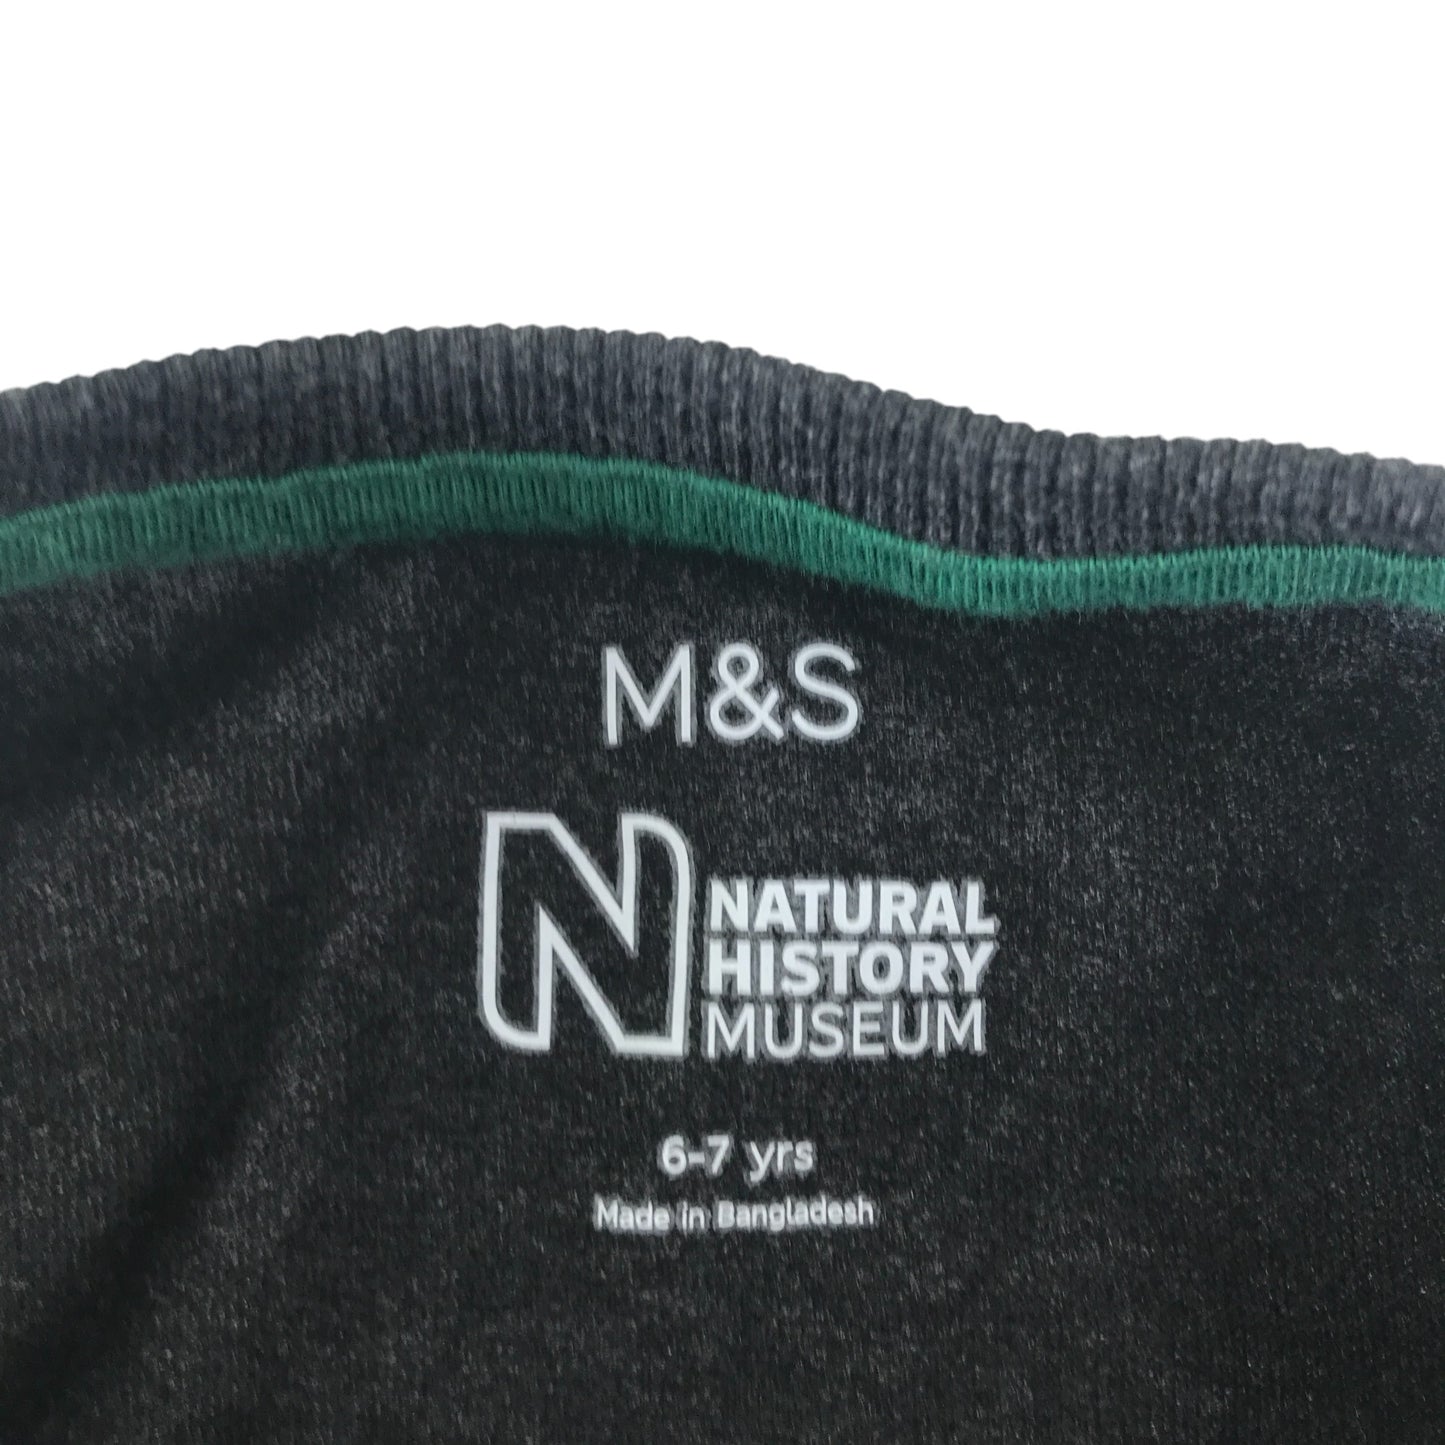 M&S
N
NATURAL
HISTORY
MUSEUM
6-7 yrs
Made in Bangladesh